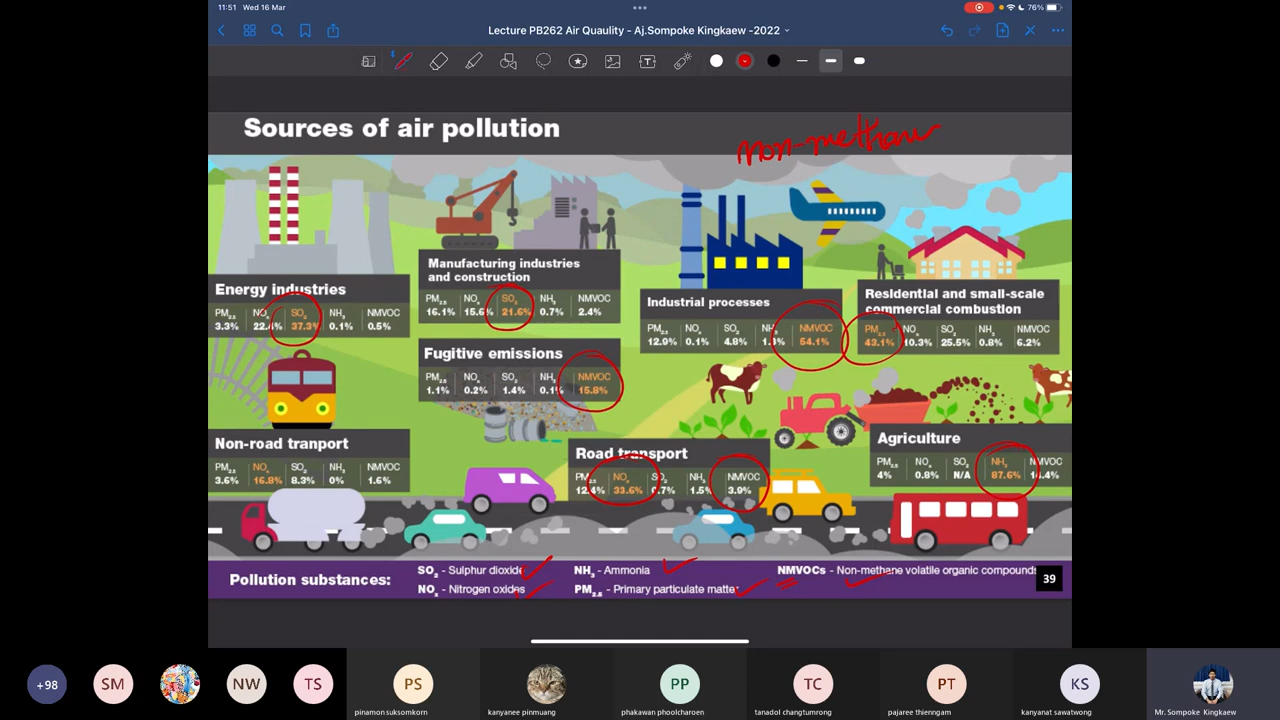 11:51 Wed 16 Mar
76%
Lecture PB262 Air Quaulity - Aj.Sompoke Kingkaew -2022
Sources of air pollution
non-methane
Manufacturing industries
and construction
PM2.5 NOx SO2 NH3 NMVOC
16.1% 15.6% 21.6% 0.7% 2.4%
Energy industries
PM2.5 NOx SO2 NH3 NMVOC
3.3% 22.4% 37.3% 0.1% 0.5%
Industrial processes
PM2.5 NOx SO2 NH3 NMVOC
12.9% 0.1% 4.8% 54.1%
Residential and small-scale
commercial combustion
PM2.5 NOx SO2 NH3 NMVOC
43.1% 10.3% 25.5% 0.8% 6.2%
Fugitive emissions
PM2.5 NOx SO2 NH3 NMVOC
1.1% 0.2% 1.4% 0.1% 15.8%
Non-road tranport
PM2.5 NOx SO2 NH3 NMVOC
3.6% 16.8% 8.3% 0% 1.6%
Road transport
PM2.5 NOx SO2 NH3 NMVOC
12.4% 33.6% 0.7% 1.5% 3.9%
Agriculture
PM2.5 NOx SO2 NH3 NMVOC
4% 0.8% N/A 87.6%
Pollution substances:
SO2 - Sulphur dioxide
NOx - Nitrogen oxides
NH3 - Ammonia
PM2.5 - Primary particulate matter
NMVOCs - Non-methane volatile organic compounds
39
+98 SM NW TS PS PP TC PT KS
pinamon suksomkorn kanyanee pinmuang phakawan phoolcharoen tanadol changtumrong pajaree thienngam kanyanat sawatwong Mr. Sompoke Kingkaew